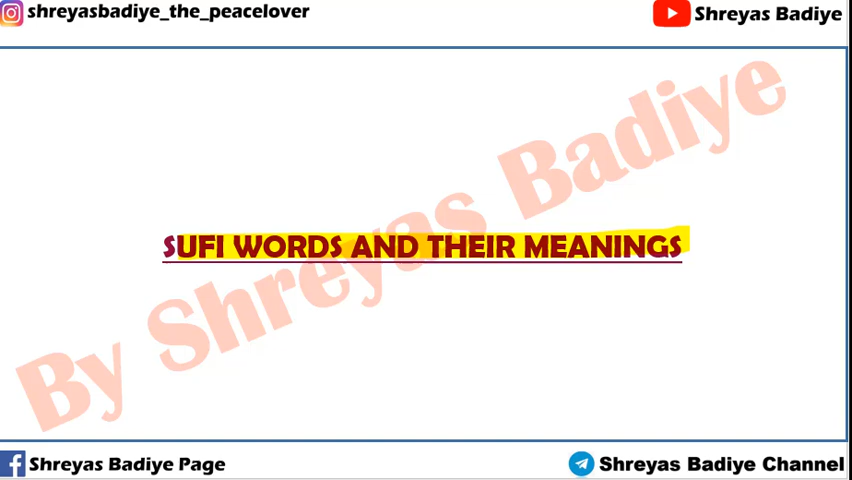 shreyasbadiye_the_peacelover
Shreyas Badiye
By Shreyas Badiye
SUFI WORDS AND THEIR MEANINGS
Shreyas Badiye Page
Shreyas Badiye Channel